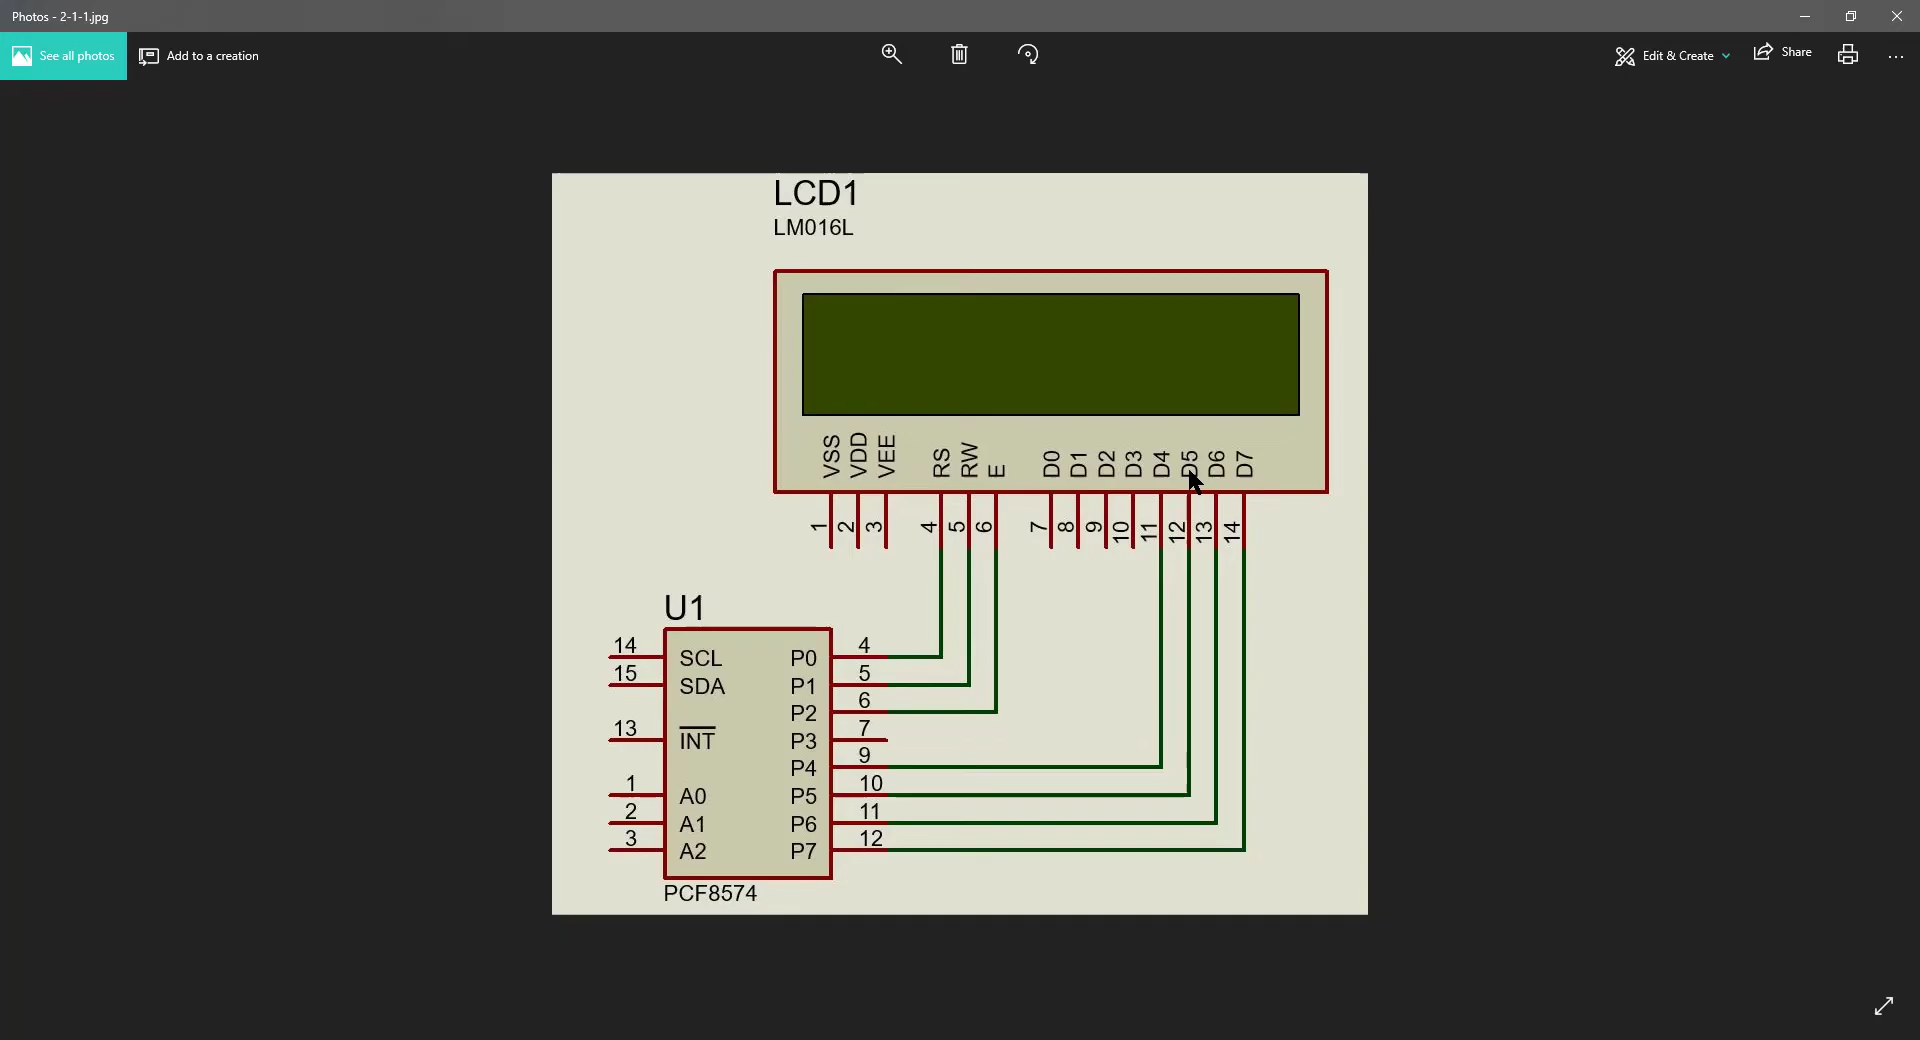 Photos - 2-1-1.jpg
See all photos
Add to a creation
Edit & Create
Share
LCD1
LM016L
VSS VDD VEE RS RW E D0 D1 D2 D3 D4 D5 D6 D7
1 2 3 4 5 6 7 8 9 10 11 12 13 14
U1
14 SCL P0 4
15 SDA P1 5
P2 6
13 INT P3 7
P4 9
1 A0 P5 10
2 A1 P6 11
3 A2 P7 12
PCF8574